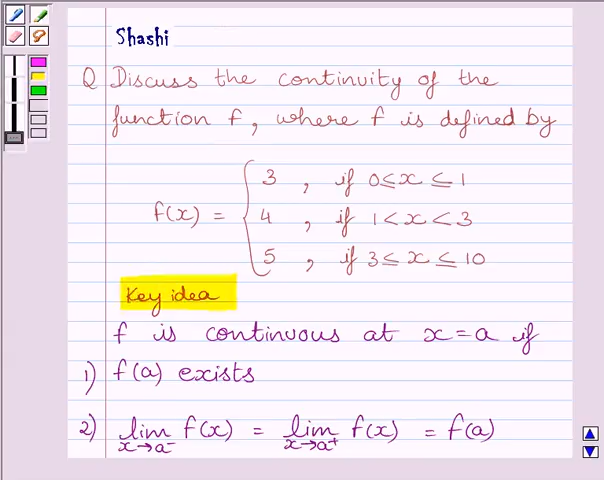 Shashi
Q Discuss the continuity of the
function f, where f is defined by
3 , if 0≤x≤1
f(x) = { 4 , if 1<x<3
5 , if 3≤x≤10
Key idea
f is continuous at x=a if
1) f(a) exists
2) lim x→a⁻ f(x) = lim x→a⁺ f(x) = f(a)